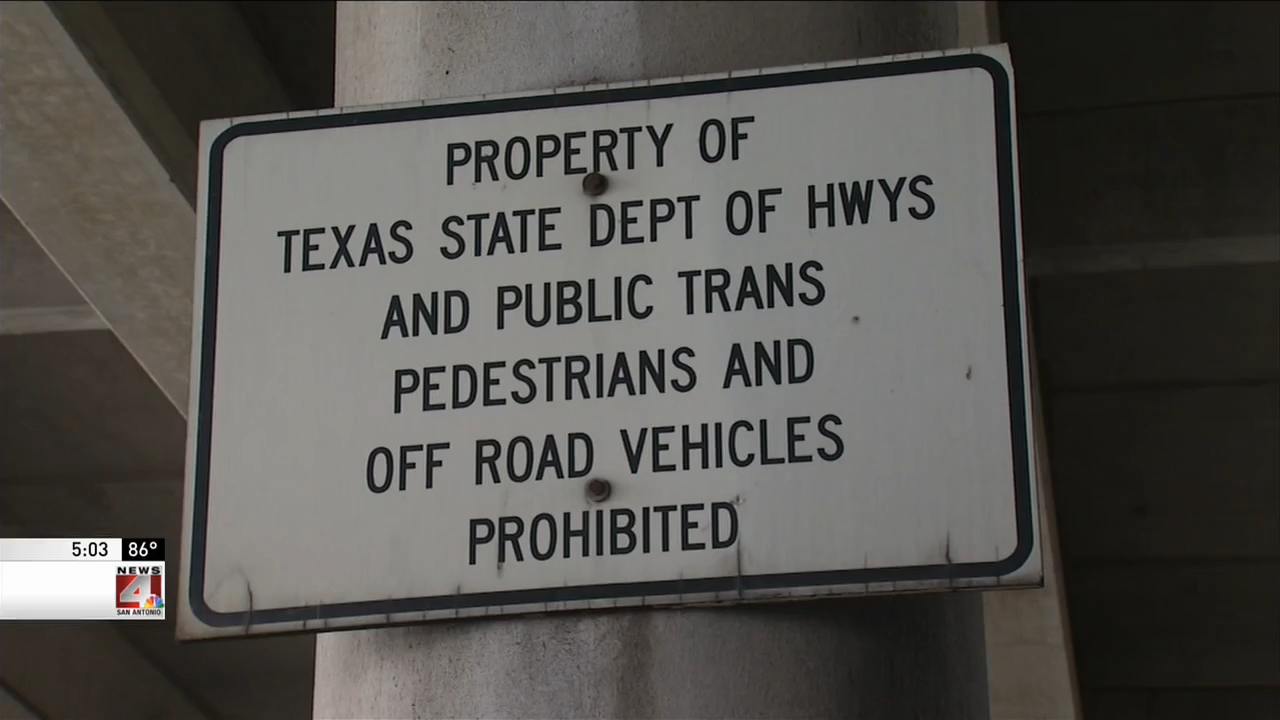 PROPERTY OF
TEXAS STATE DEPT OF HWYS
AND PUBLIC TRANS
PEDESTRIANS AND
OFF ROAD VEHICLES
PROHIBITED
5:03 86°
NEWS
4
SAN ANTONIO